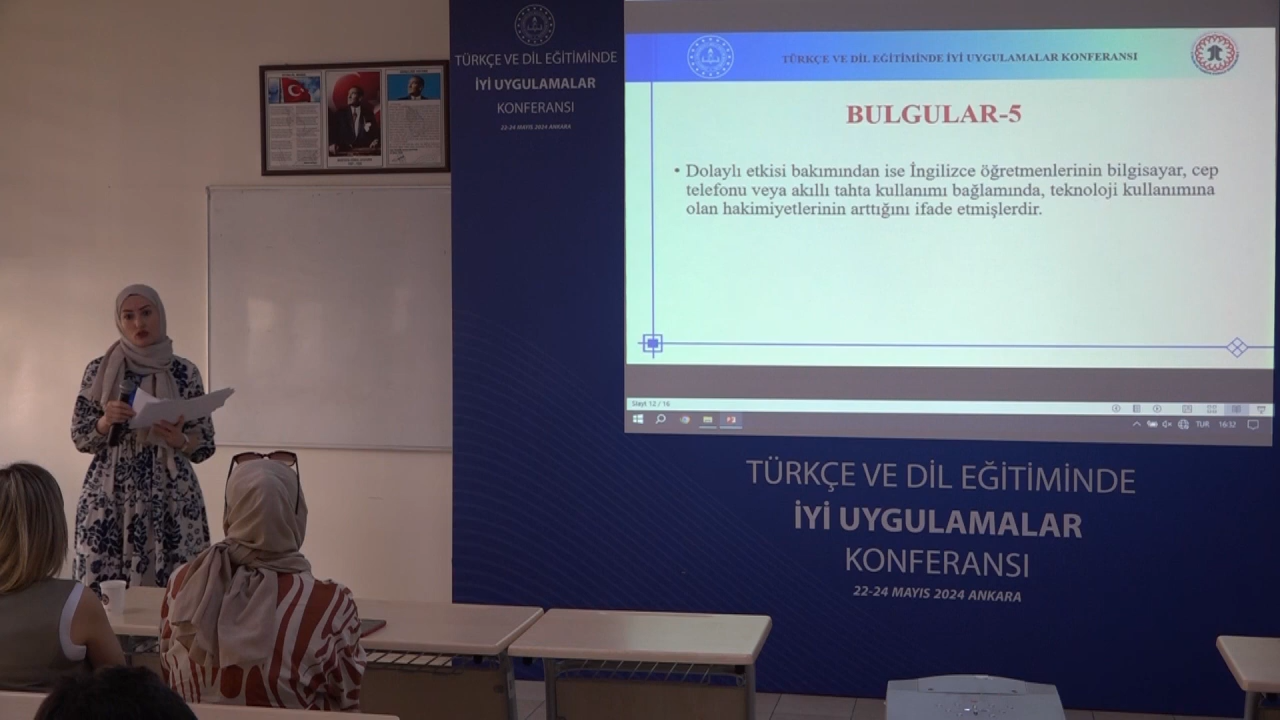 TÜRKÇE VE DİL EĞİTİMİNDE
İYİ UYGULAMALAR
KONFERANSI
22-24 MAYIS 2024 ANKARA
TÜRKÇE VE DİL EĞİTİMİNDE İYİ UYGULAMALAR KONFERANSI
BULGULAR-5
• Dolaylı etkisi bakımından ise İngilizce öğretmenlerinin bilgisayar, cep
telefonu veya akıllı tahta kullanımı bağlamında, teknoloji kullanımına
olan hakimiyetlerinin arttığını ifade etmişlerdir.
Slayt 12 / 16
TUR
16:32
TÜRKÇE VE DİL EĞİTİMİNDE
İYİ UYGULAMALAR
KONFERANSI
22-24 MAYIS 2024 ANKARA